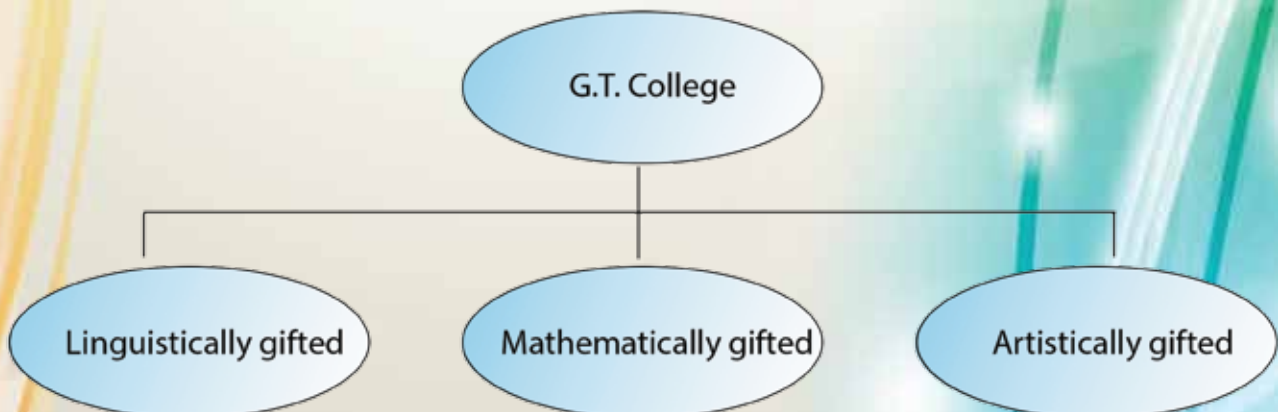 G.T. College
Linguistically gifted
Mathematically gifted
Artistically gifted